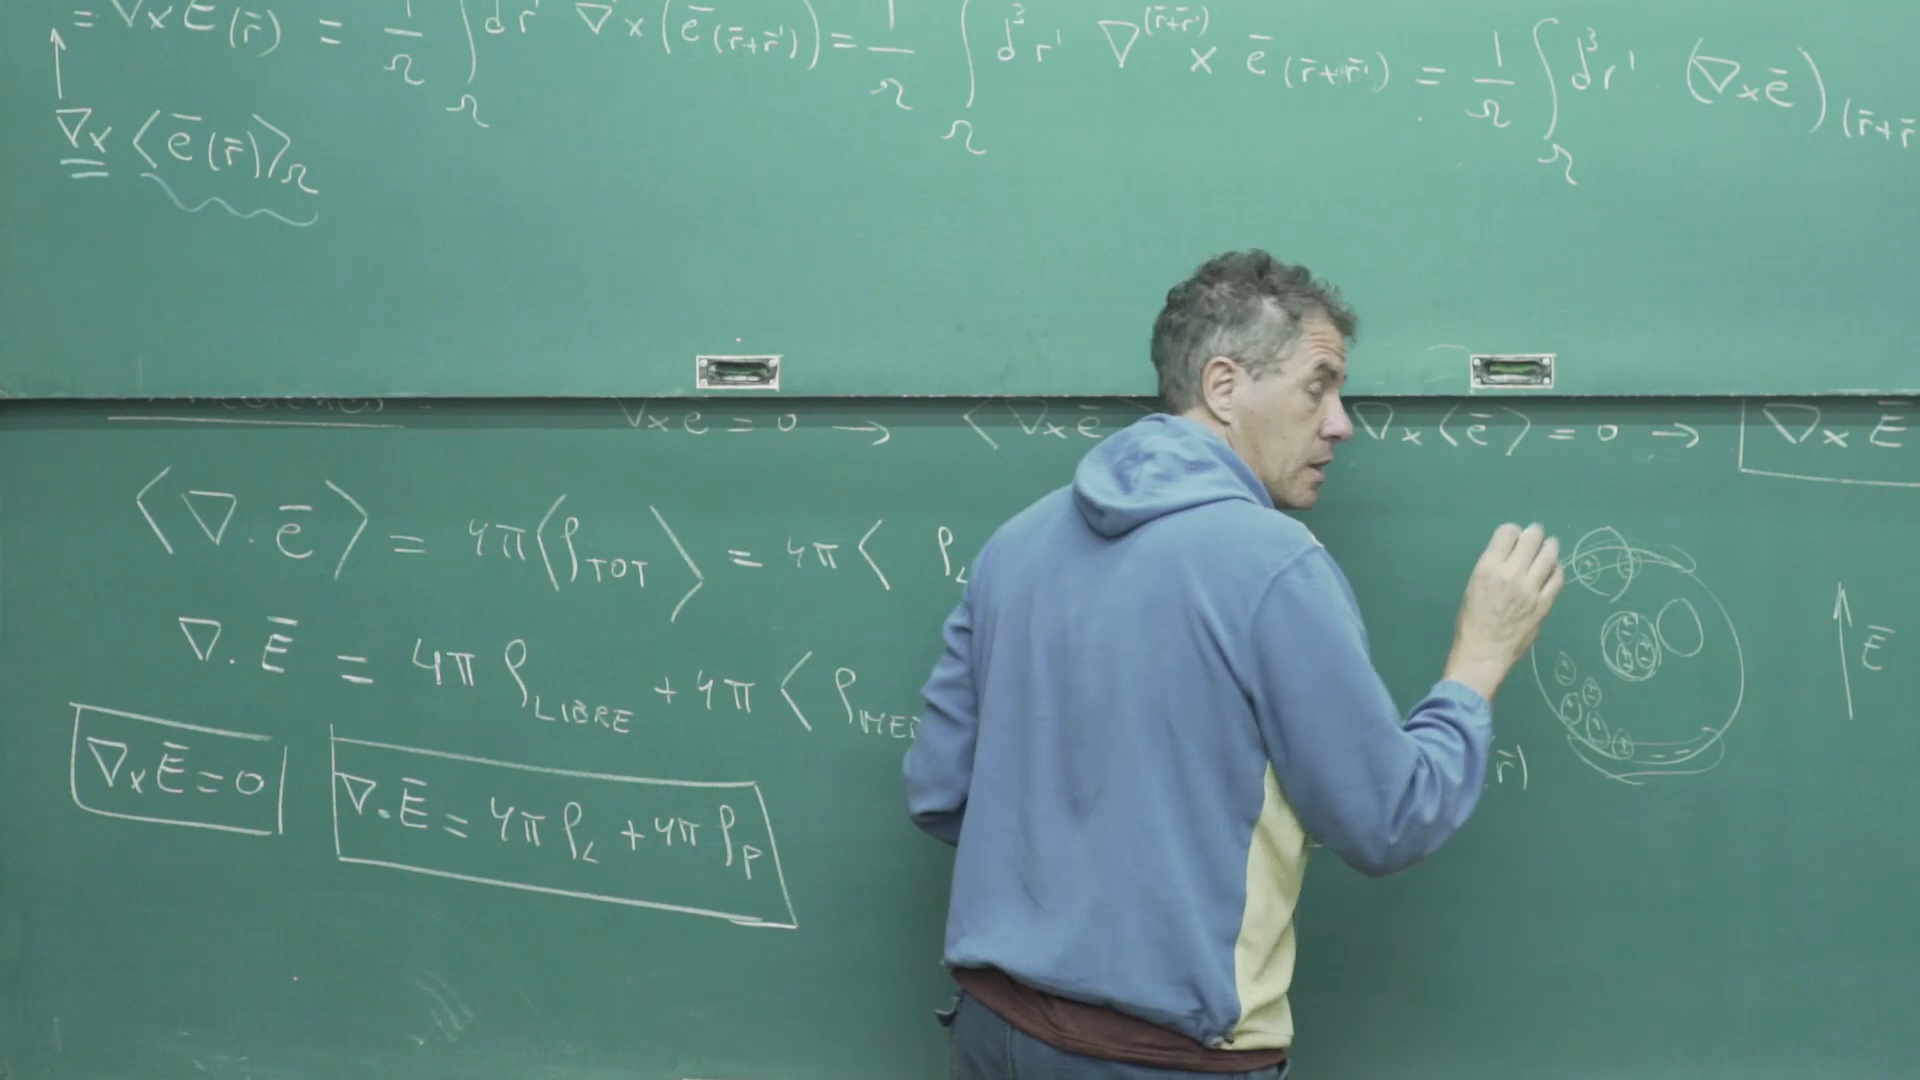 = ∇×E̅(r̅) = 1/Ω ∫_Ω d r' ∇×(e̅(r̅+r̅')) = 1/Ω ∫_Ω d³r' ∇^(r̅+r̅') × e̅(r̅+r̅') = 1/Ω ∫_Ω d³r' (∇×e̅)(r̅+r̅
∇× ⟨e̅(r̅)⟩_Ω
∇×e = 0 → ⟨∇×e̅ ∇×⟨e̅⟩ = 0 → ∇×E̅
⟨∇·e̅⟩ = 4π⟨ρ_TOT⟩ = 4π⟨ρ_L
∇·E̅ = 4π ρ_LIBRE + 4π⟨ρ_MED
E̅
∇×E̅ = 0
∇·E̅ = 4π ρ_L + 4π ρ_P
r̅)